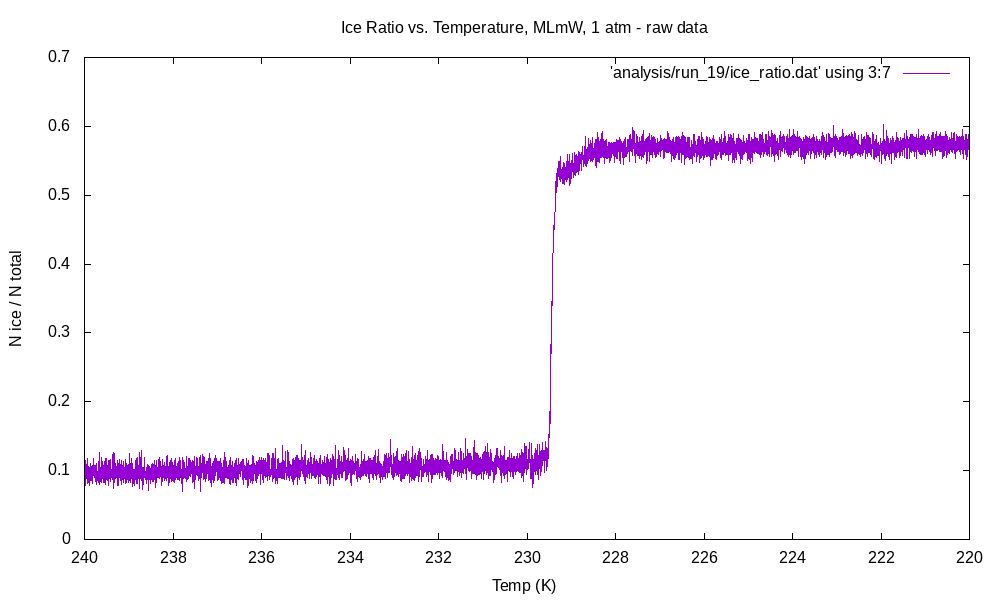 Ice Ratio vs. Temperature, MLmW, 1 atm - raw data
'analysis/run_19/ice_ratio.dat' using 3:7
N ice / N total
0.7
0.6
0.5
0.4
0.3
0.2
0.1
0
240 238 236 234 232 230 228 226 224 222 220
Temp (K)